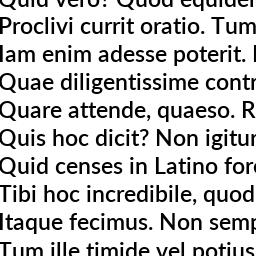 Quid vero? Quod equidem
Proclivi currit oratio. Tum
Iam enim adesse poterit.
Quae diligentissime contr
Quare attende, quaeso. R
Quis hoc dicit? Non igitur
Quid censes in Latino fore
Tibi hoc incredibile, quod
Itaque fecimus. Non semp
Tum ille timide vel potius